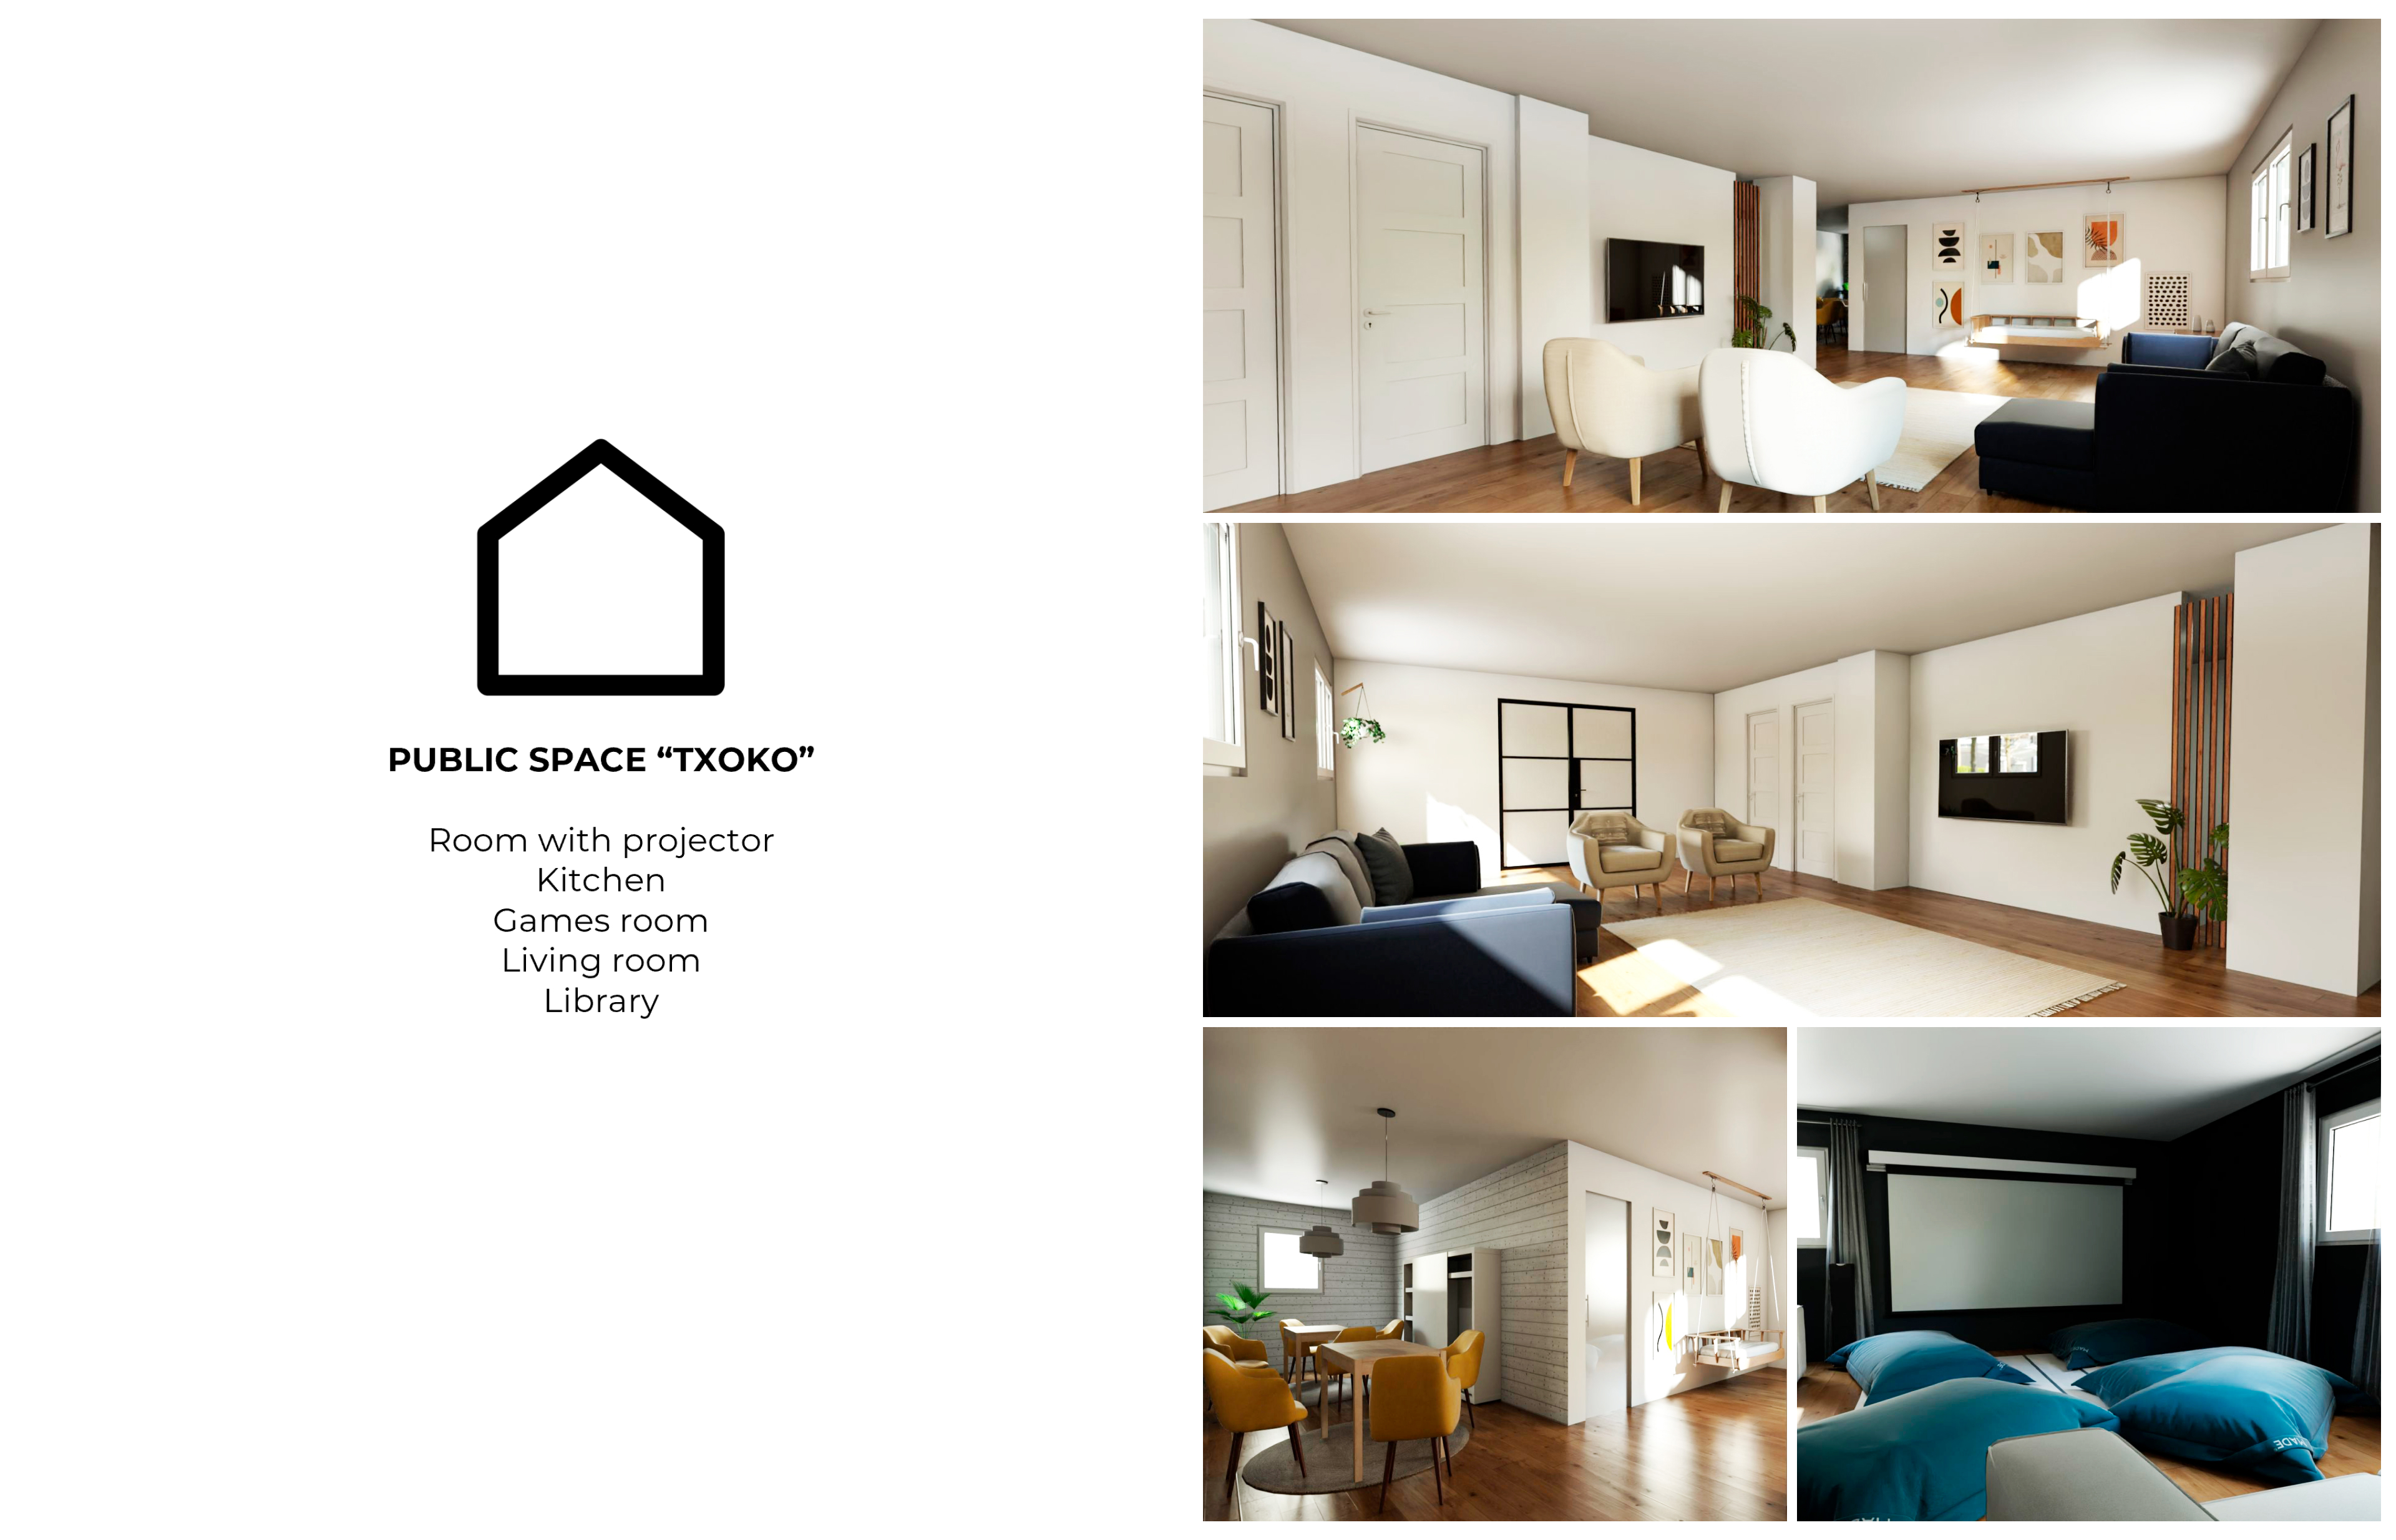 PUBLIC SPACE “TXOKO”
Room with projector
Kitchen
Games room
Living room
Library